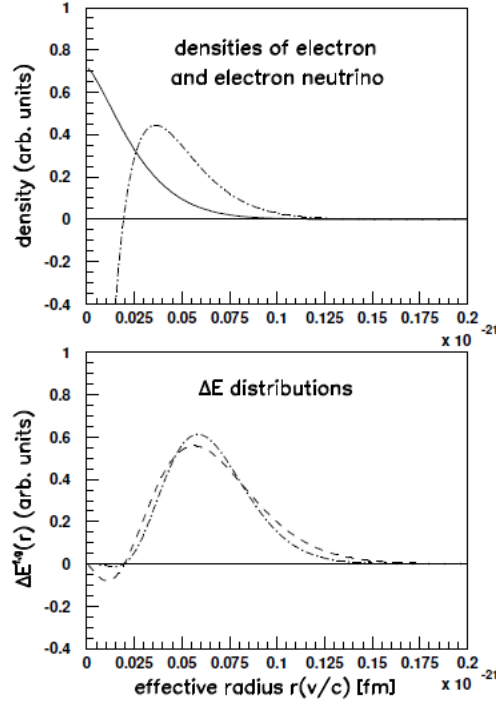 1
0.8
0.6
0.4
0.2
0
-0.2
-0.4
density (arb. units)
densities of electron
and electron neutrino
0 0.025 0.05 0.075 0.1 0.125 0.15 0.175 0.2
x 10 -21
1
0.8
0.6
0.4
0.2
0
-0.2
-0.4
(r) (arb. units)
ΔE distributions
0 0.025 0.05 0.075 0.1 0.125 0.15 0.175 0.2
x 10 -21
effective radius r(v/c) [fm]